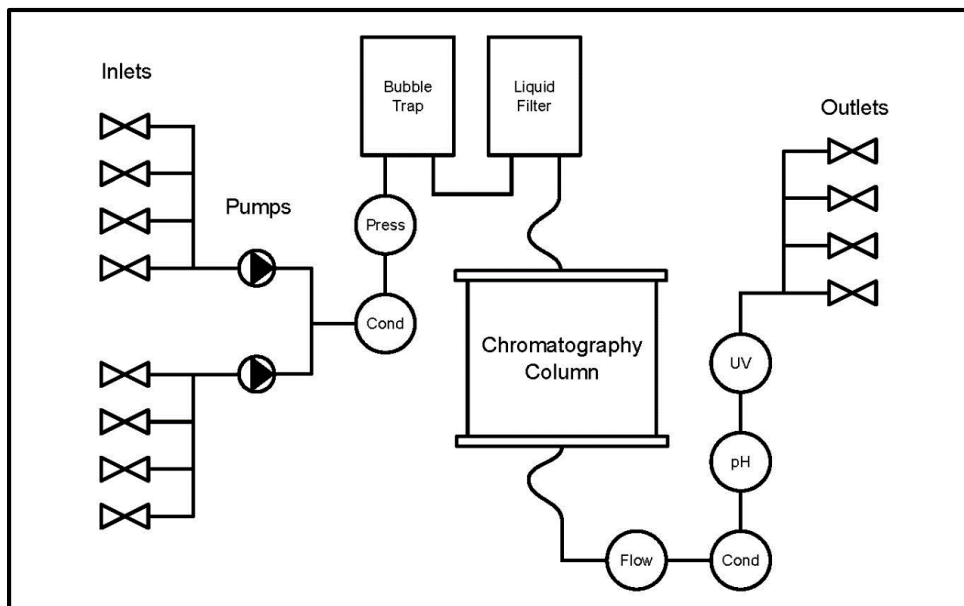 Inlets
Pumps
Bubble
Trap
Liquid
Filter
Press
Cond
Chromatography
Column
Outlets
UV
pH
Flow
Cond